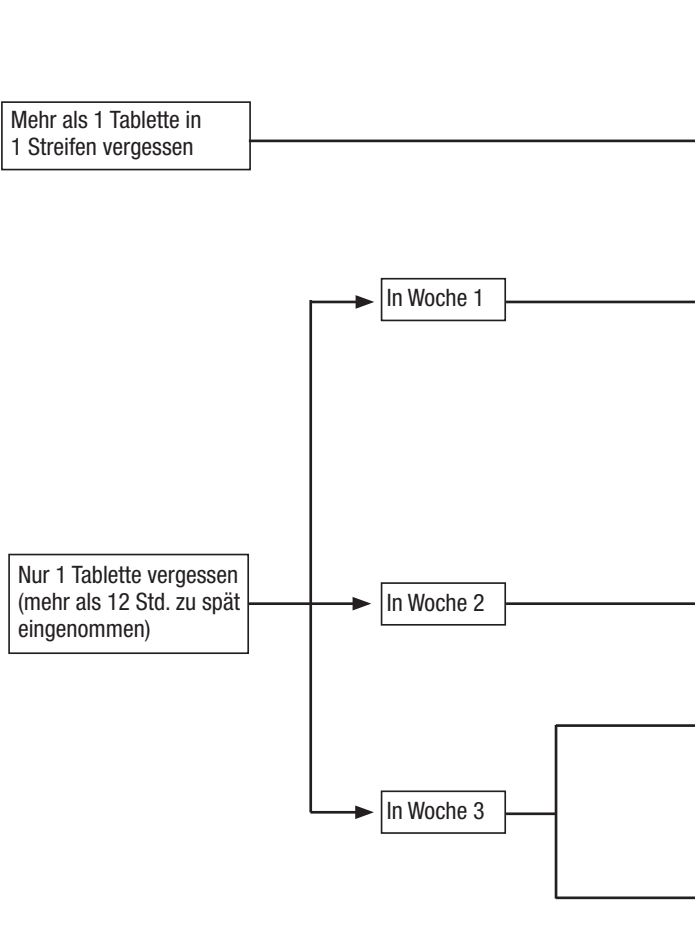 Mehr als 1 Tablette in
1 Streifen vergessen
In Woche 1
Nur 1 Tablette vergessen
(mehr als 12 Std. zu spät
eingenommen)
In Woche 2
In Woche 3